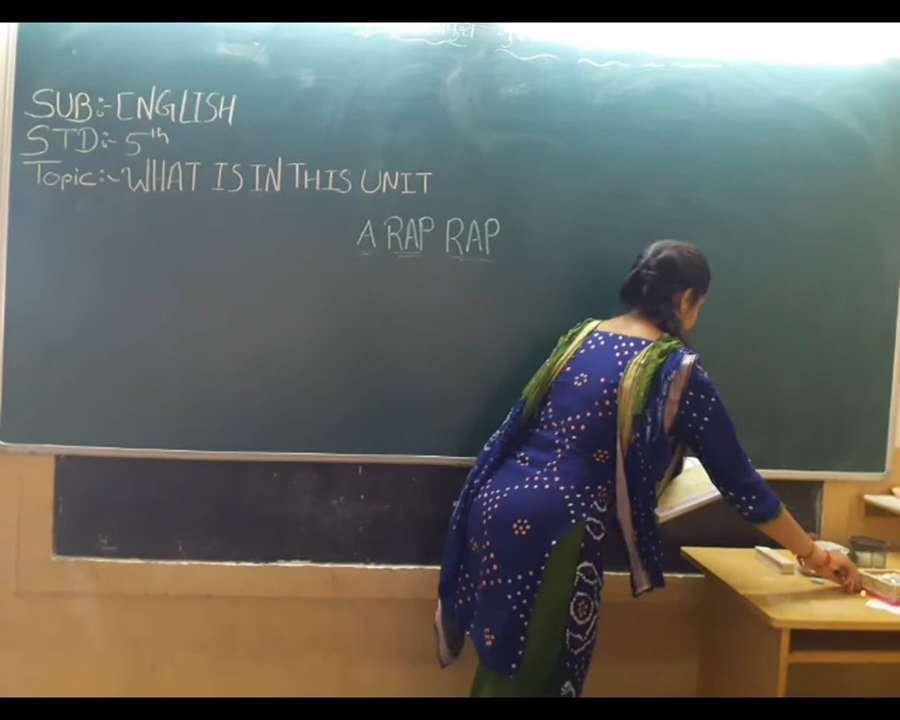 SUB:- ENGLISH
STD:- 5th
Topic:~ WHAT IS IN THIS UNIT
A RAP RAP